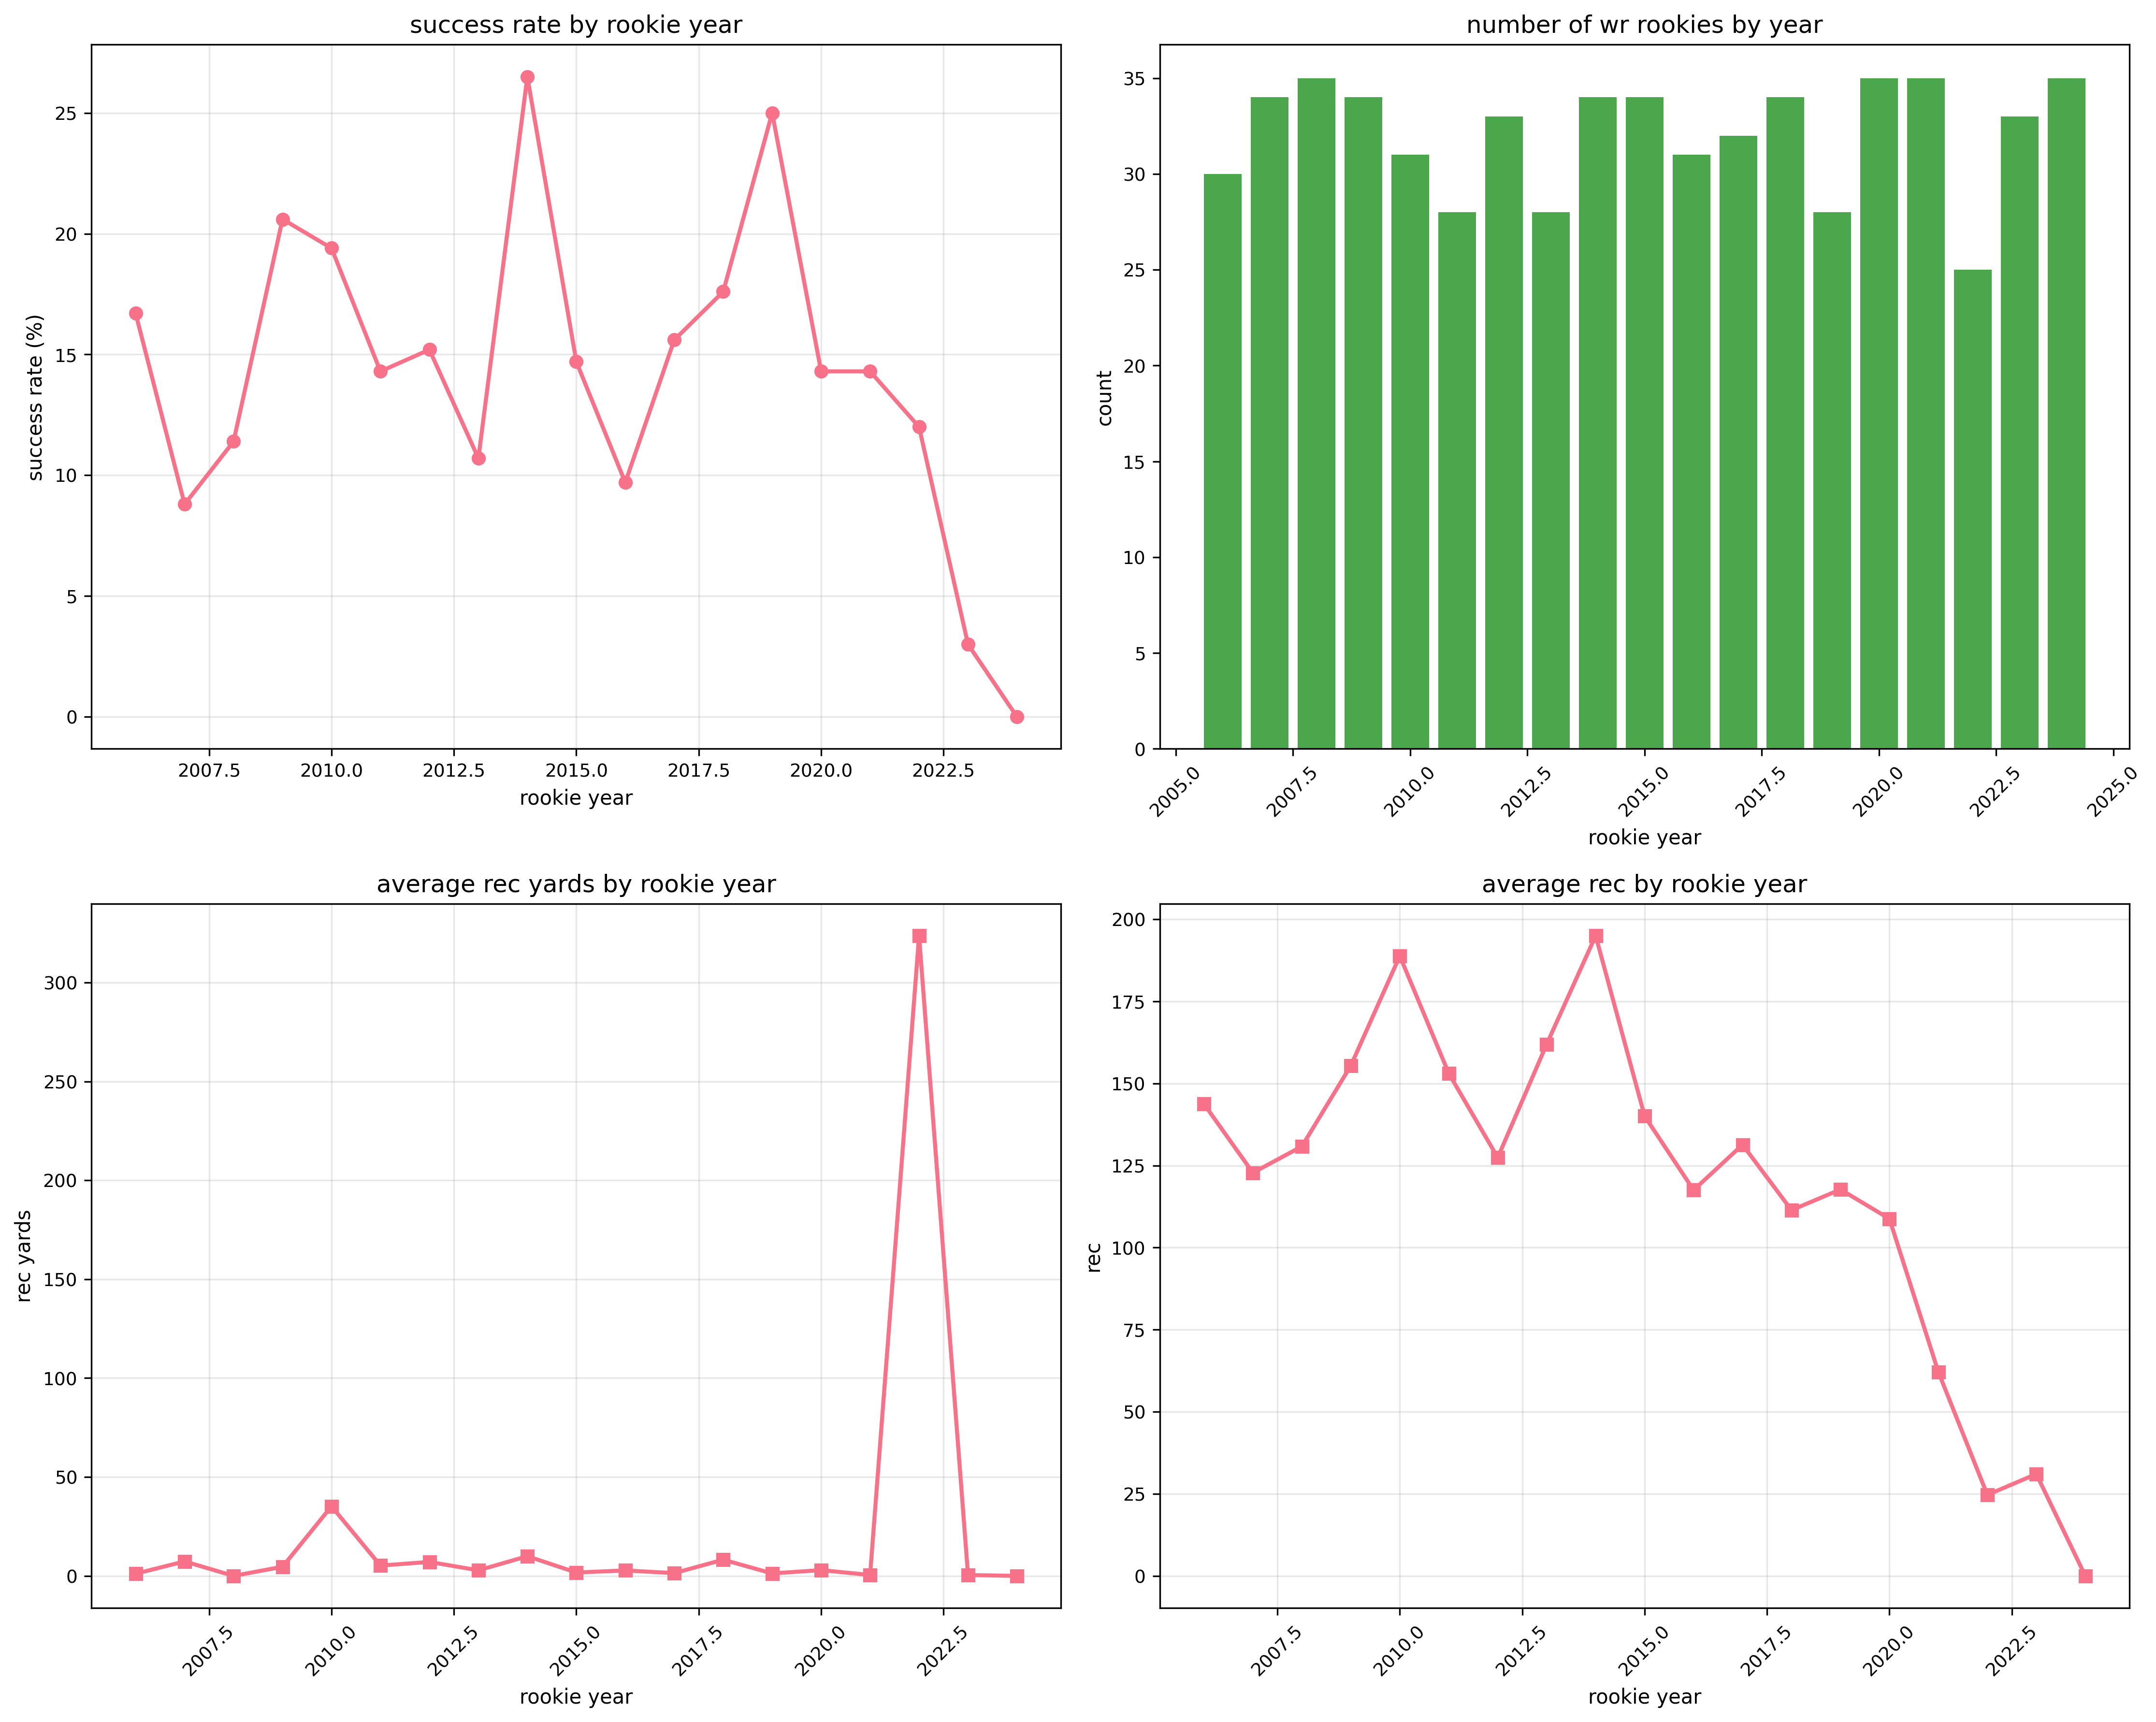 success rate by rookie year
success rate (%)
25
20
15
10
5
0
2007.5 2010.0 2012.5 2015.0 2017.5 2020.0 2022.5
rookie year
number of wr rookies by year
count
35
30
25
20
15
10
5
0
2005.0 2007.5 2010.0 2012.5 2015.0 2017.5 2020.0 2022.5 2025.0
rookie year
average rec yards by rookie year
rec yards
300
250
200
150
100
50
0
2007.5 2010.0 2012.5 2015.0 2017.5 2020.0 2022.5
rookie year
average rec by rookie year
rec
200
175
150
125
100
75
50
25
0
2007.5 2010.0 2012.5 2015.0 2017.5 2020.0 2022.5
rookie year